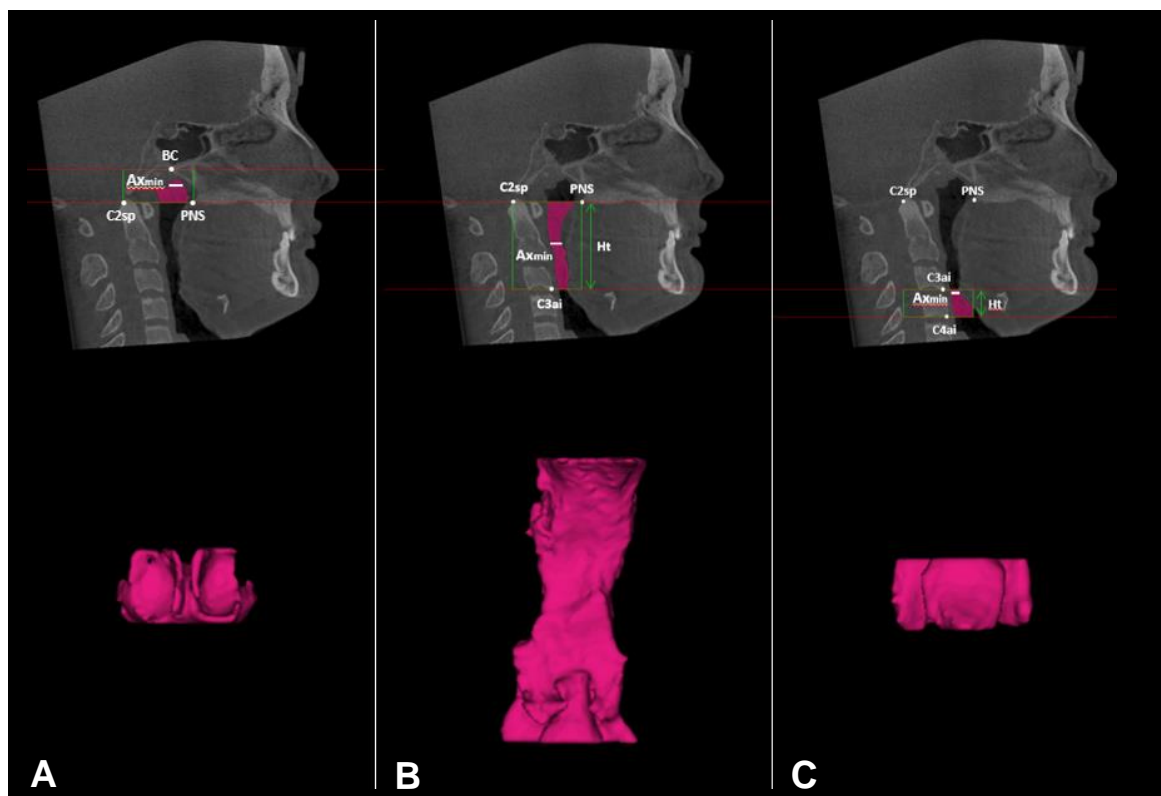 BC
Axmin
C2sp
PNS
A
C2sp
PNS
Axmin
Ht
C3ai
B
C2sp
PNS
C3ai
Axmin
Ht
C4ai
C